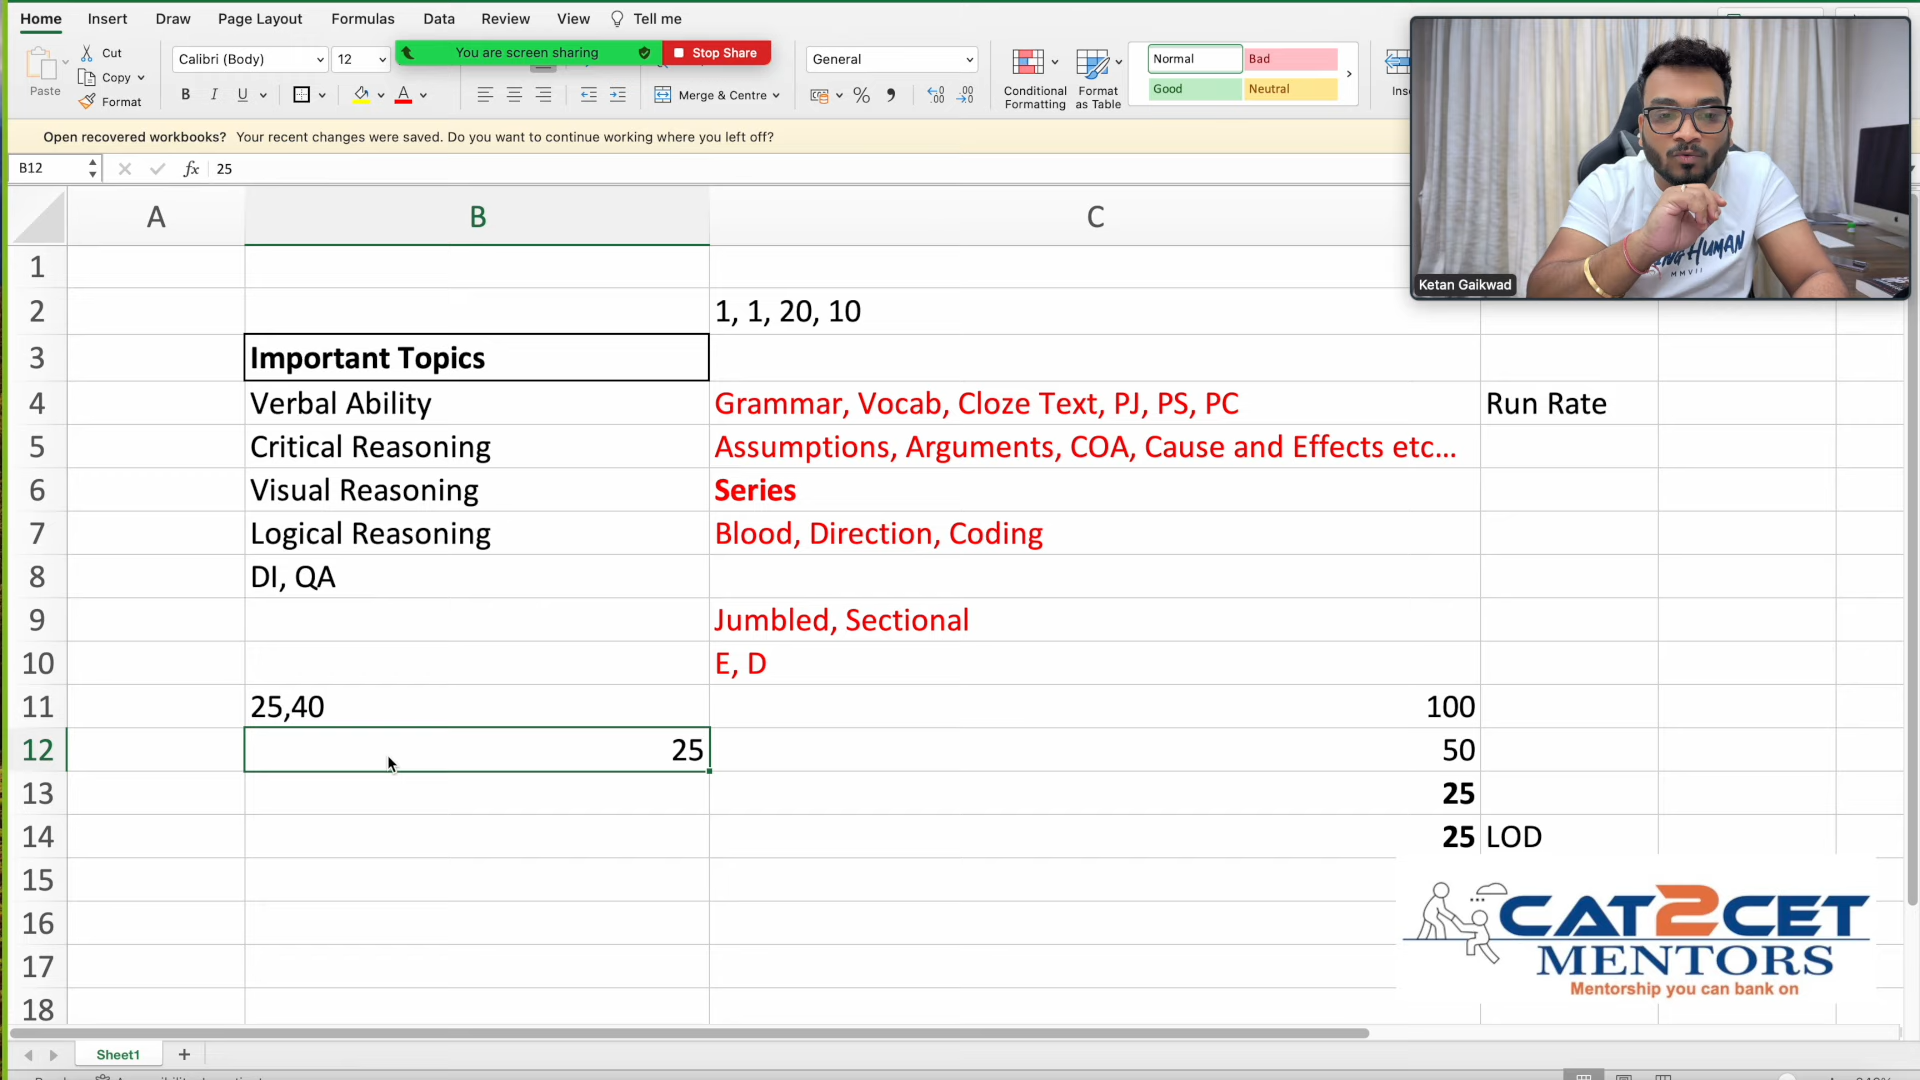 Home Insert Draw Page Layout Formulas Data Review View Tell me
Cut
Copy
Format
Paste
Calibri (Body) 12
You are screen sharing Stop Share
B I U A
Merge & Centre
General
Conditional Formatting
Format as Table
Normal Bad
Good Neutral
Ins
Open recovered workbooks? Your recent changes were saved. Do you want to continue working where you left off?
B12 fx 25
Ketan Gaikwad
A B C
1
2 1, 1, 20, 10
3 Important Topics
4 Verbal Ability Grammar, Vocab, Cloze Text, PJ, PS, PC Run Rate
5 Critical Reasoning Assumptions, Arguments, COA, Cause and Effects etc...
6 Visual Reasoning Series
7 Logical Reasoning Blood, Direction, Coding
8 DI, QA
9 Jumbled, Sectional
10 E, D
11 25,40 100
12 25 50
13 25
14 25 LOD
15
16
17
18
CAT2CET
MENTORS
Mentorship you can bank on
Sheet1